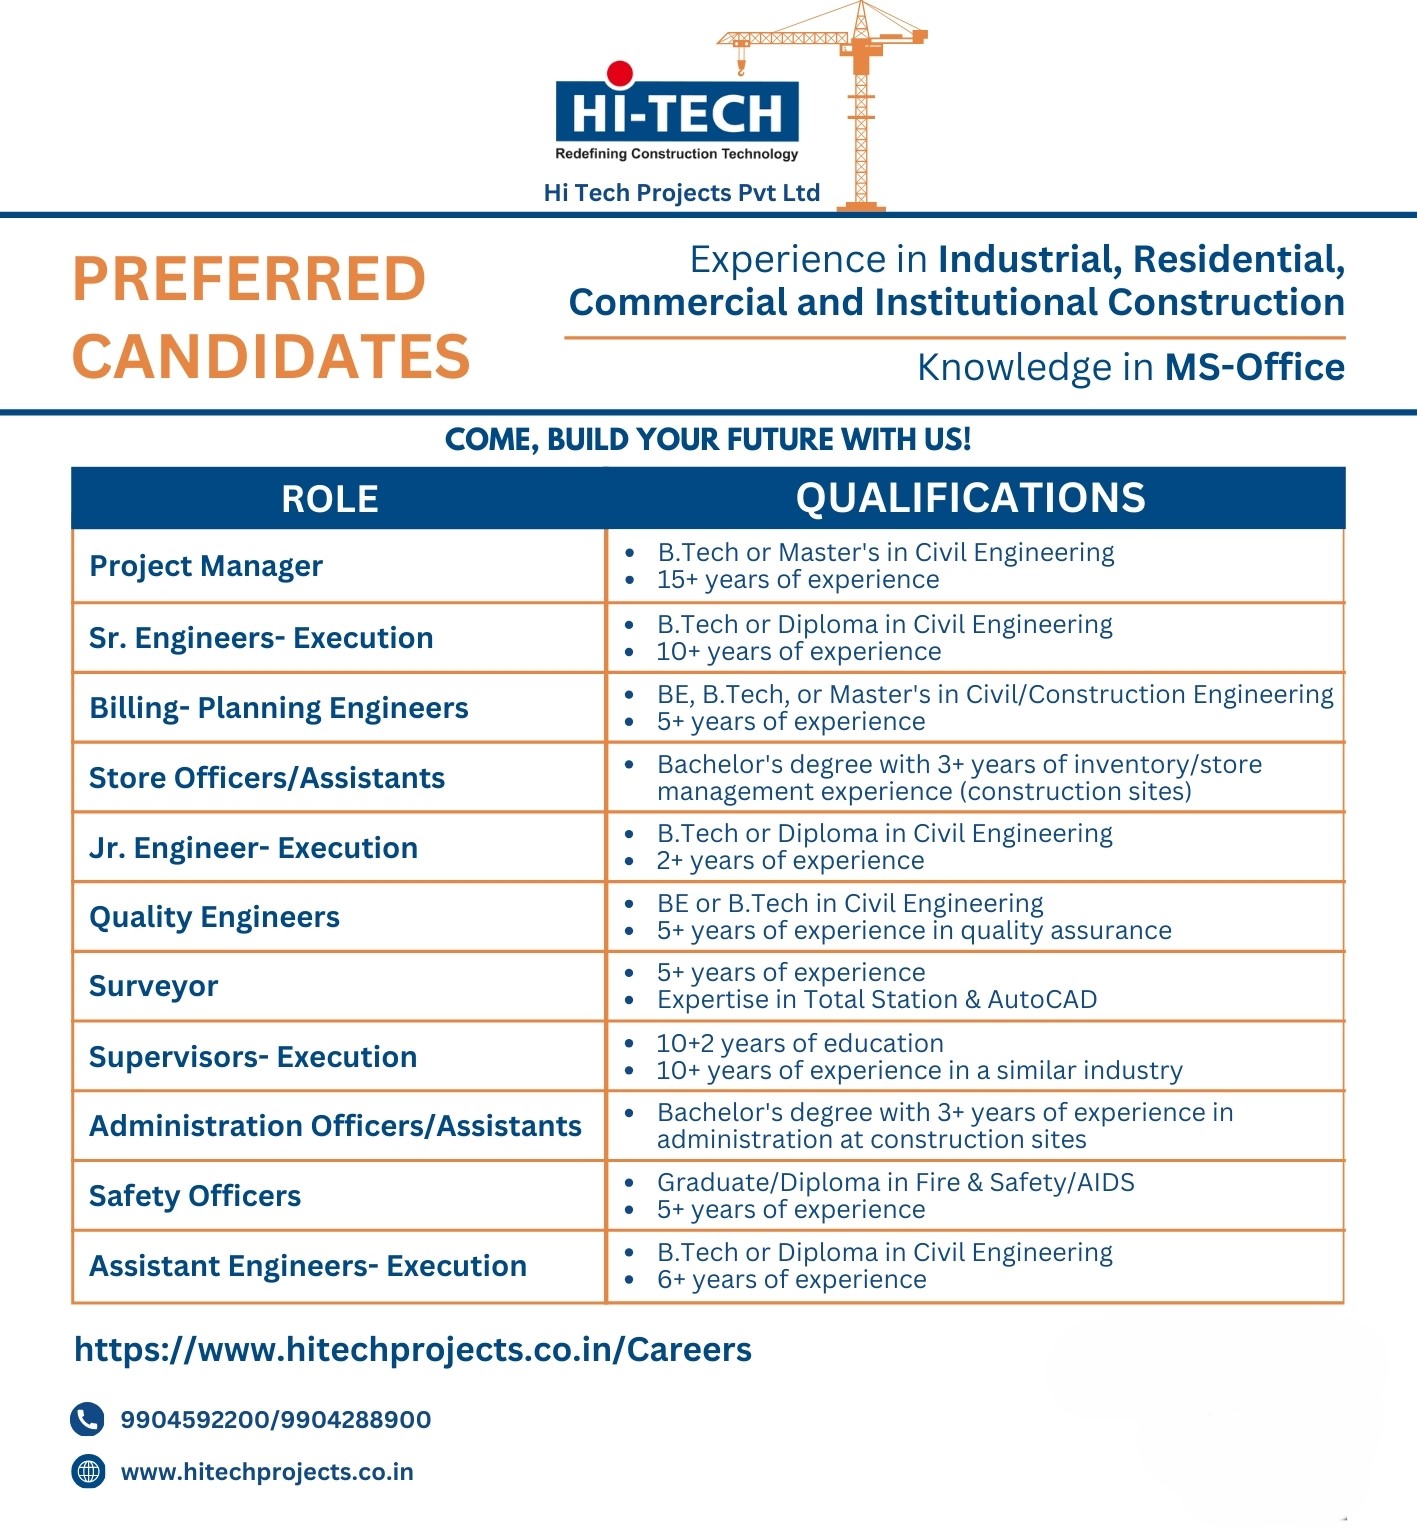 HI-TECH
Redefining Construction Technology
Hi Tech Projects Pvt Ltd
PREFERRED
CANDIDATES
Experience in Industrial, Residential,
Commercial and Institutional Construction
Knowledge in MS-Office
COME, BUILD YOUR FUTURE WITH US!
ROLE
QUALIFICATIONS
Project Manager
• B.Tech or Master's in Civil Engineering
• 15+ years of experience
Sr. Engineers- Execution
• B.Tech or Diploma in Civil Engineering
• 10+ years of experience
Billing- Planning Engineers
• BE, B.Tech, or Master's in Civil/Construction Engineering
• 5+ years of experience
Store Officers/Assistants
• Bachelor's degree with 3+ years of inventory/store
management experience (construction sites)
Jr. Engineer- Execution
• B.Tech or Diploma in Civil Engineering
• 2+ years of experience
Quality Engineers
• BE or B.Tech in Civil Engineering
• 5+ years of experience in quality assurance
Surveyor
• 5+ years of experience
• Expertise in Total Station & AutoCAD
Supervisors- Execution
• 10+2 years of education
• 10+ years of experience in a similar industry
Administration Officers/Assistants
• Bachelor's degree with 3+ years of experience in
administration at construction sites
Safety Officers
• Graduate/Diploma in Fire & Safety/AIDS
• 5+ years of experience
Assistant Engineers- Execution
• B.Tech or Diploma in Civil Engineering
• 6+ years of experience
https://www.hitechprojects.co.in/Careers
9904592200/9904288900
www.hitechprojects.co.in